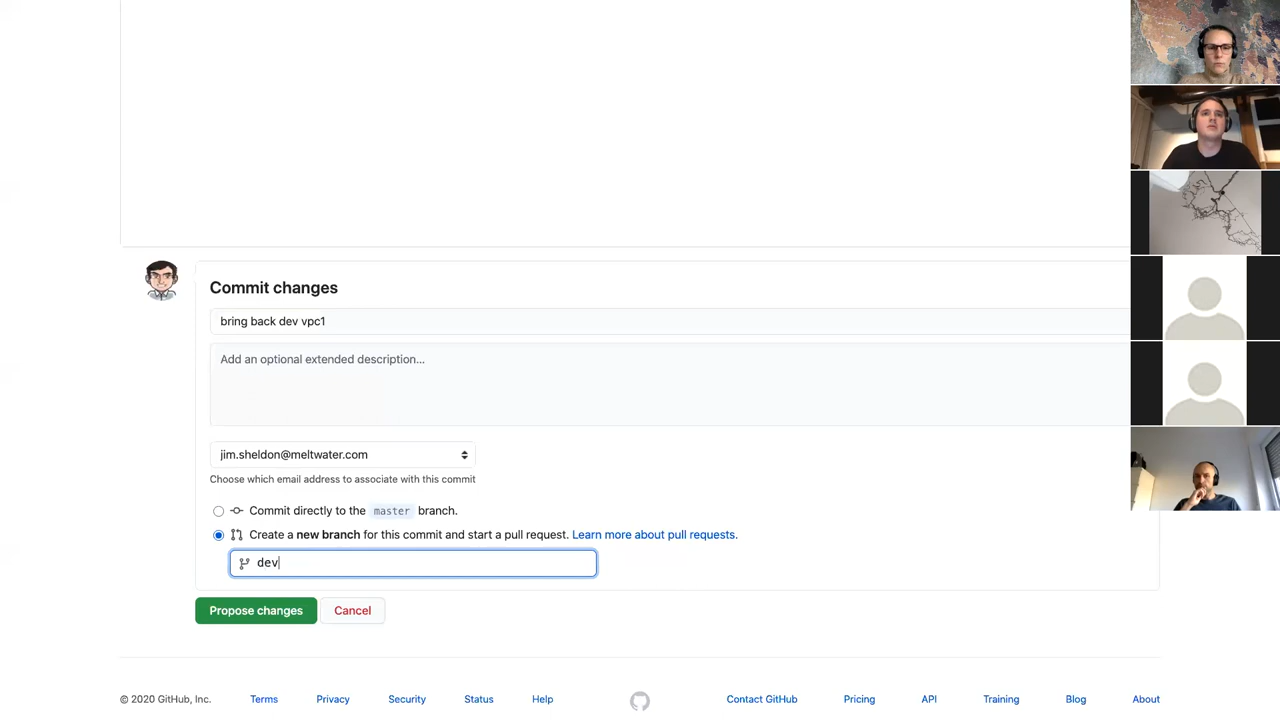 Commit changes
bring back dev vpc1
Add an optional extended description...
jim.sheldon@meltwater.com
Choose which email address to associate with this commit
Commit directly to the master branch.
Create a new branch for this commit and start a pull request. Learn more about pull requests.
dev
Propose changes Cancel
© 2020 GitHub, Inc. Terms Privacy Security Status Help Contact GitHub Pricing API Training Blog About